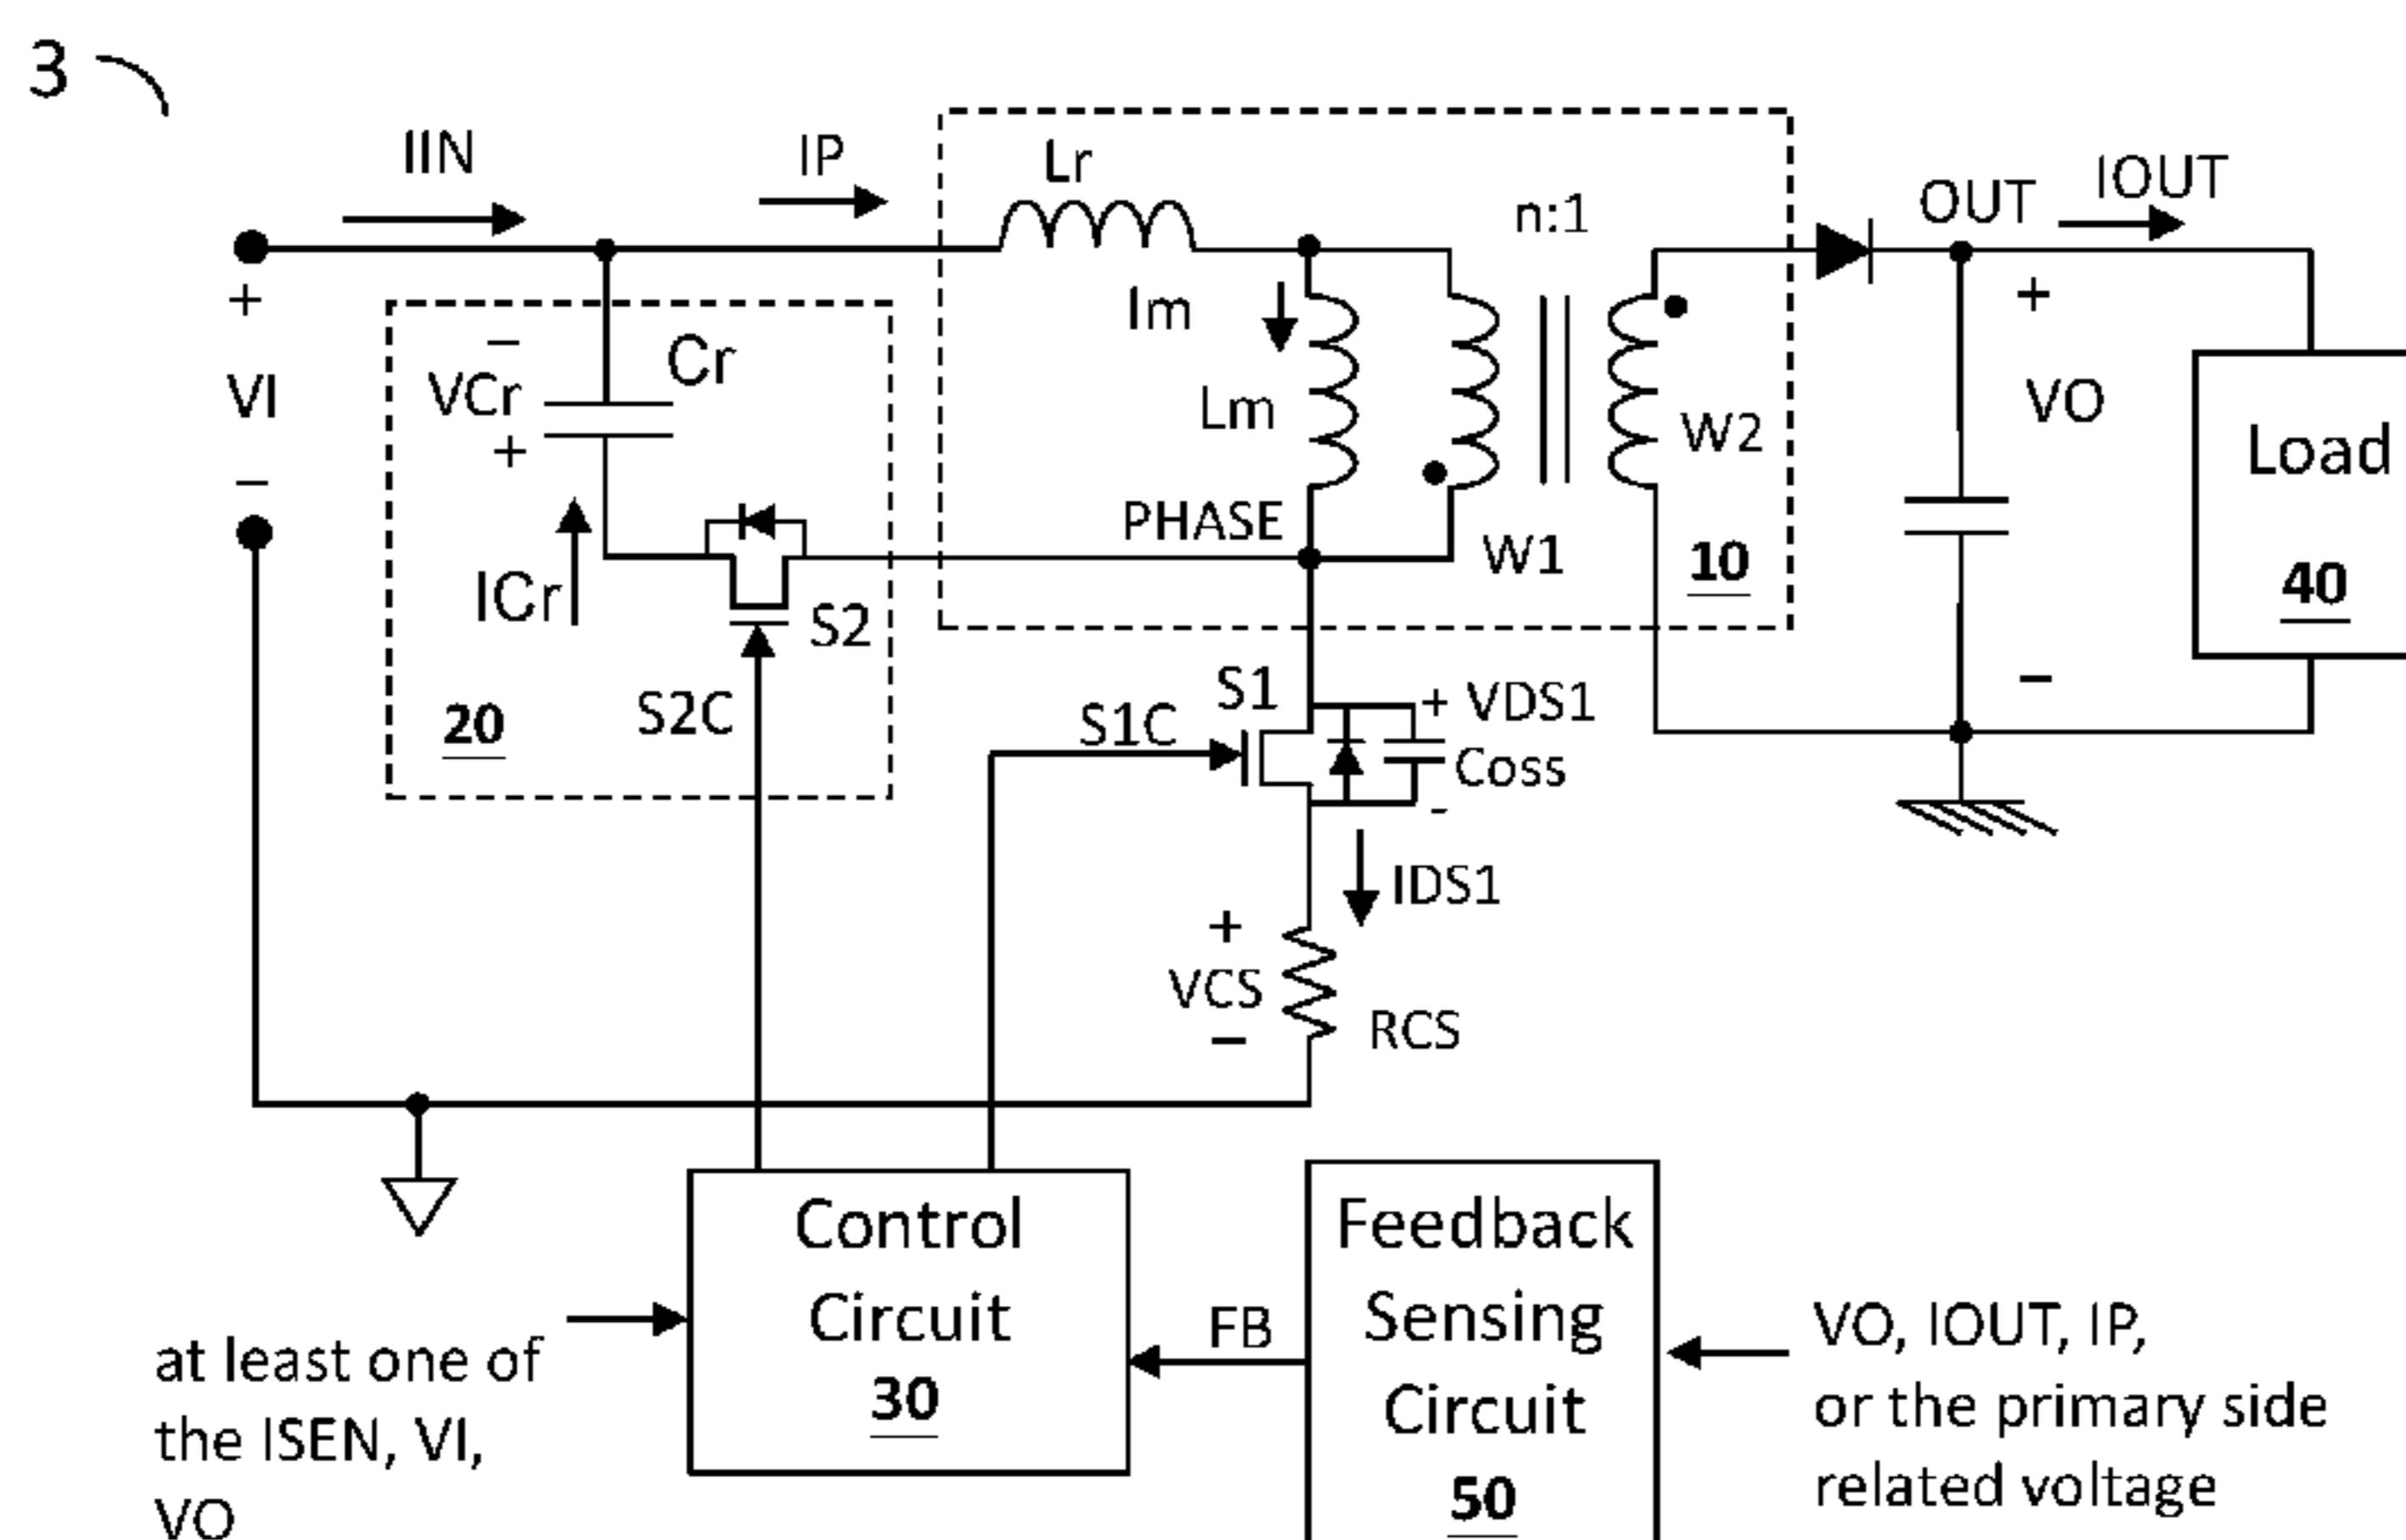 3
IIN
IP
Lr
n:1
OUT
IOUT
+
VI
−
−
VCr
+
Cr
ICr
S2
S2C
20
Im
Lm
PHASE
W1
W2
10
+
VO
−
Load
40
S1
S1C
+ VDS1
Coss
-
IDS1
+
VCS
−
RCS
Control
Circuit
30
FB
Feedback
Sensing
Circuit
50
at least one of
the ISEN, VI,
VO
VO, IOUT, IP,
or the primary side
related voltage